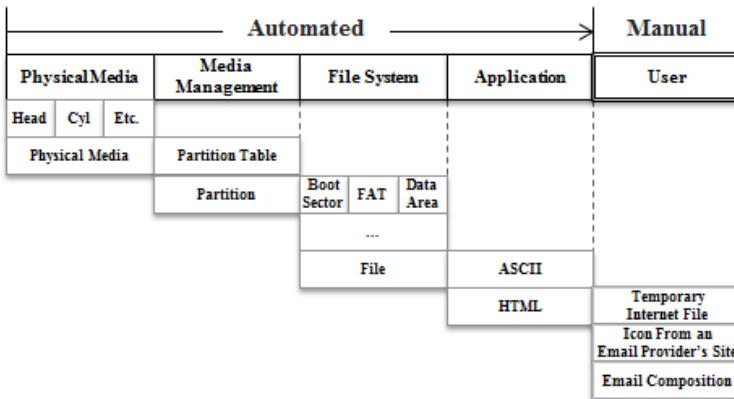 Automated Manual
PhysicalMedia Media Management File System Application User
Head Cyl Etc.
Physical Media Partition Table
Partition Boot Sector FAT Data Area
...
File ASCII
HTML Temporary Internet File
Icon From an Email Provider's Site
Email Composition